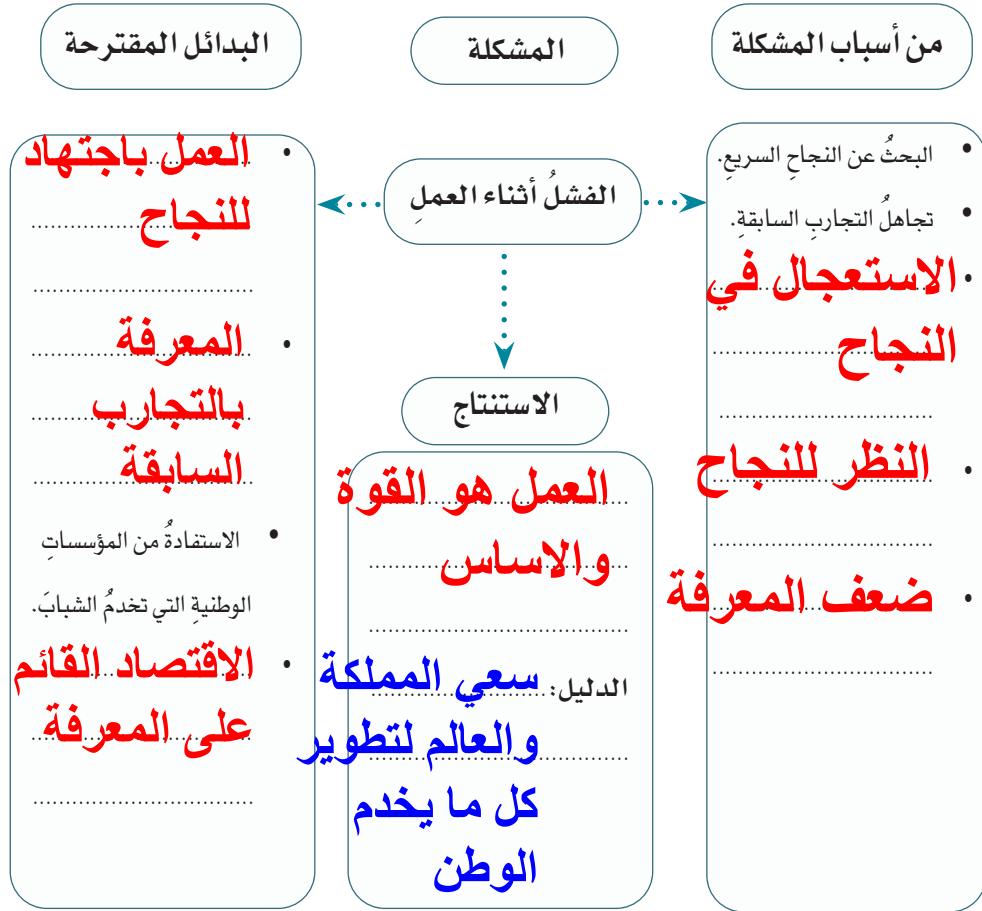 من أسباب المشكلة
المشكلة
البدائل المقترحة
• البحثُ عن النجاحِ السريعِ.
• تجاهلُ التجاربِ السابقةِ.
• الاستعجال في
النجاح
• النظر للنجاح
• ضعف المعرفة
الفشلُ أثناء العملِ
الاستنتاج
العمل هو القوة
والاساس
الدليل: سعي المملكة
والعالم لتطوير
كل ما يخدم
الوطن
• العمل باجتهاد
للنجاح
• المعرفة
بالتجارب
السابقة
• الاستفادةُ من المؤسساتِ
الوطنيةِ التي تخدمُ الشبابَ.
• الاقتصاد القائم
على المعرفة